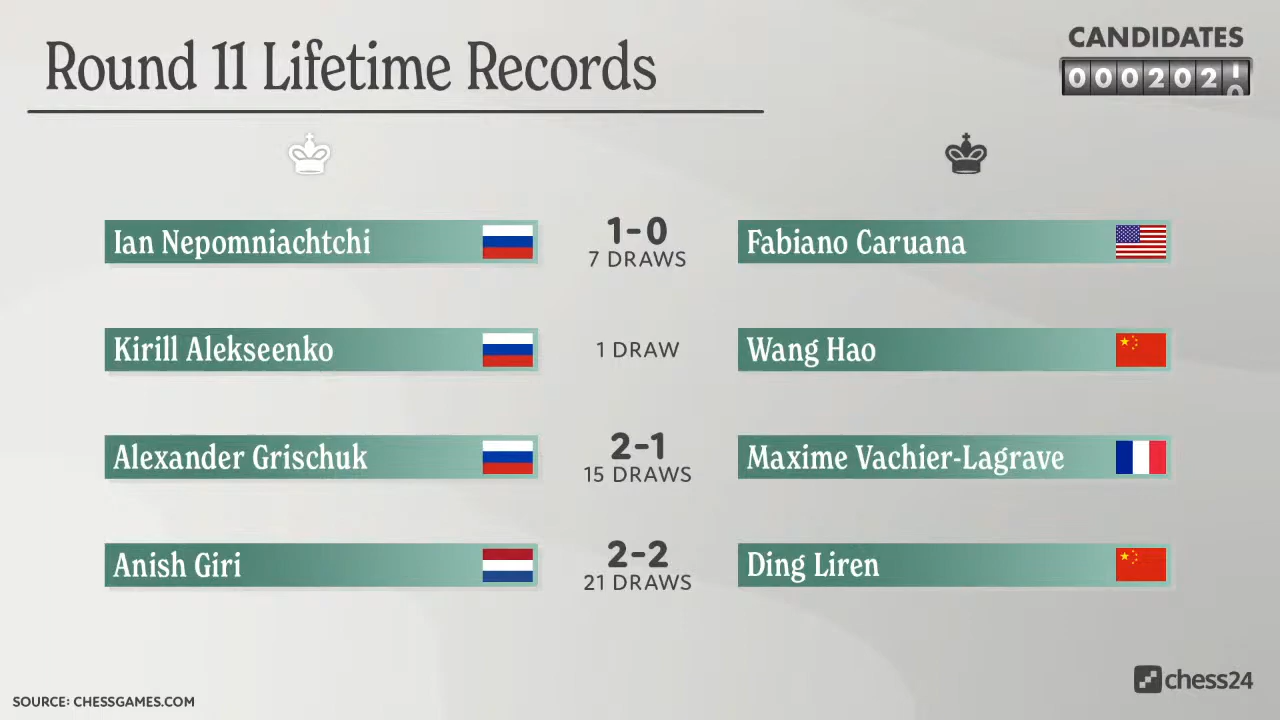 Round 11 Lifetime Records
CANDIDATES
000202
Ian Nepomniachtchi
1-0
7 DRAWS
Fabiano Caruana
Kirill Alekseenko
1 DRAW
Wang Hao
Alexander Grischuk
2-1
15 DRAWS
Maxime Vachier-Lagrave
Anish Giri
2-2
21 DRAWS
Ding Liren
SOURCE: CHESSGAMES.COM
chess24